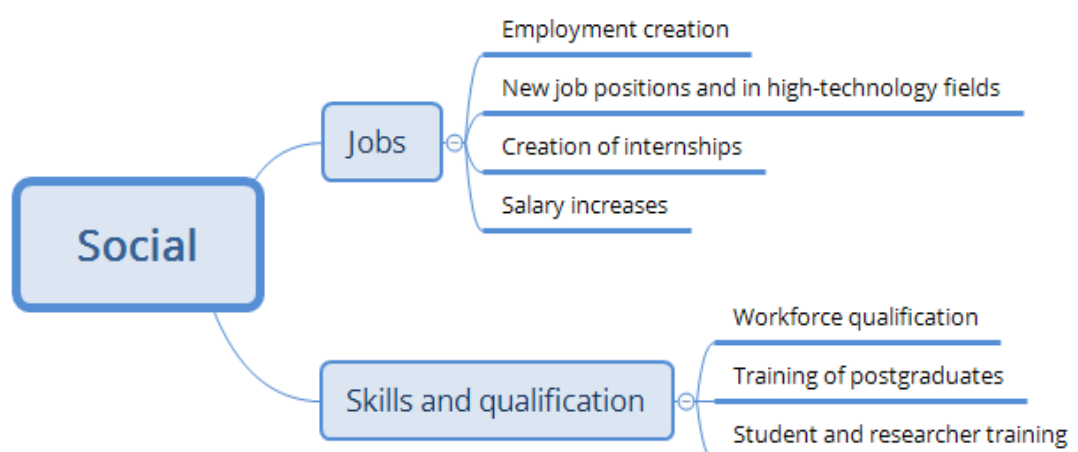 Employment creation
New job positions and in high-technology fields
Jobs
Creation of internships
Salary increases
Social
Workforce qualification
Skills and qualification
Training of postgraduates
Student and researcher training